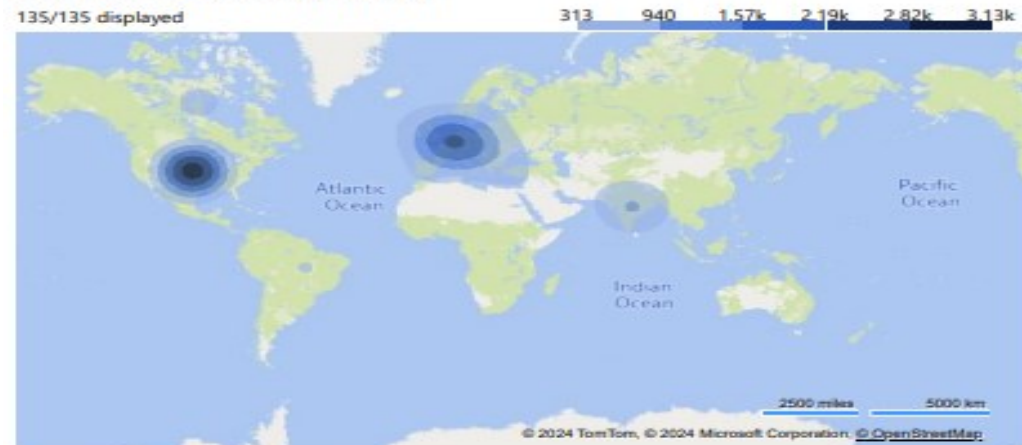 135/135 displayed
313 940 1.57k 2.19k 2.82k 3.13k
Atlantic
Ocean
Pacific
Ocean
Indian
Ocean
2500 miles 5000 km
© 2024 TomTom, © 2024 Microsoft Corporation, © OpenStreetMap